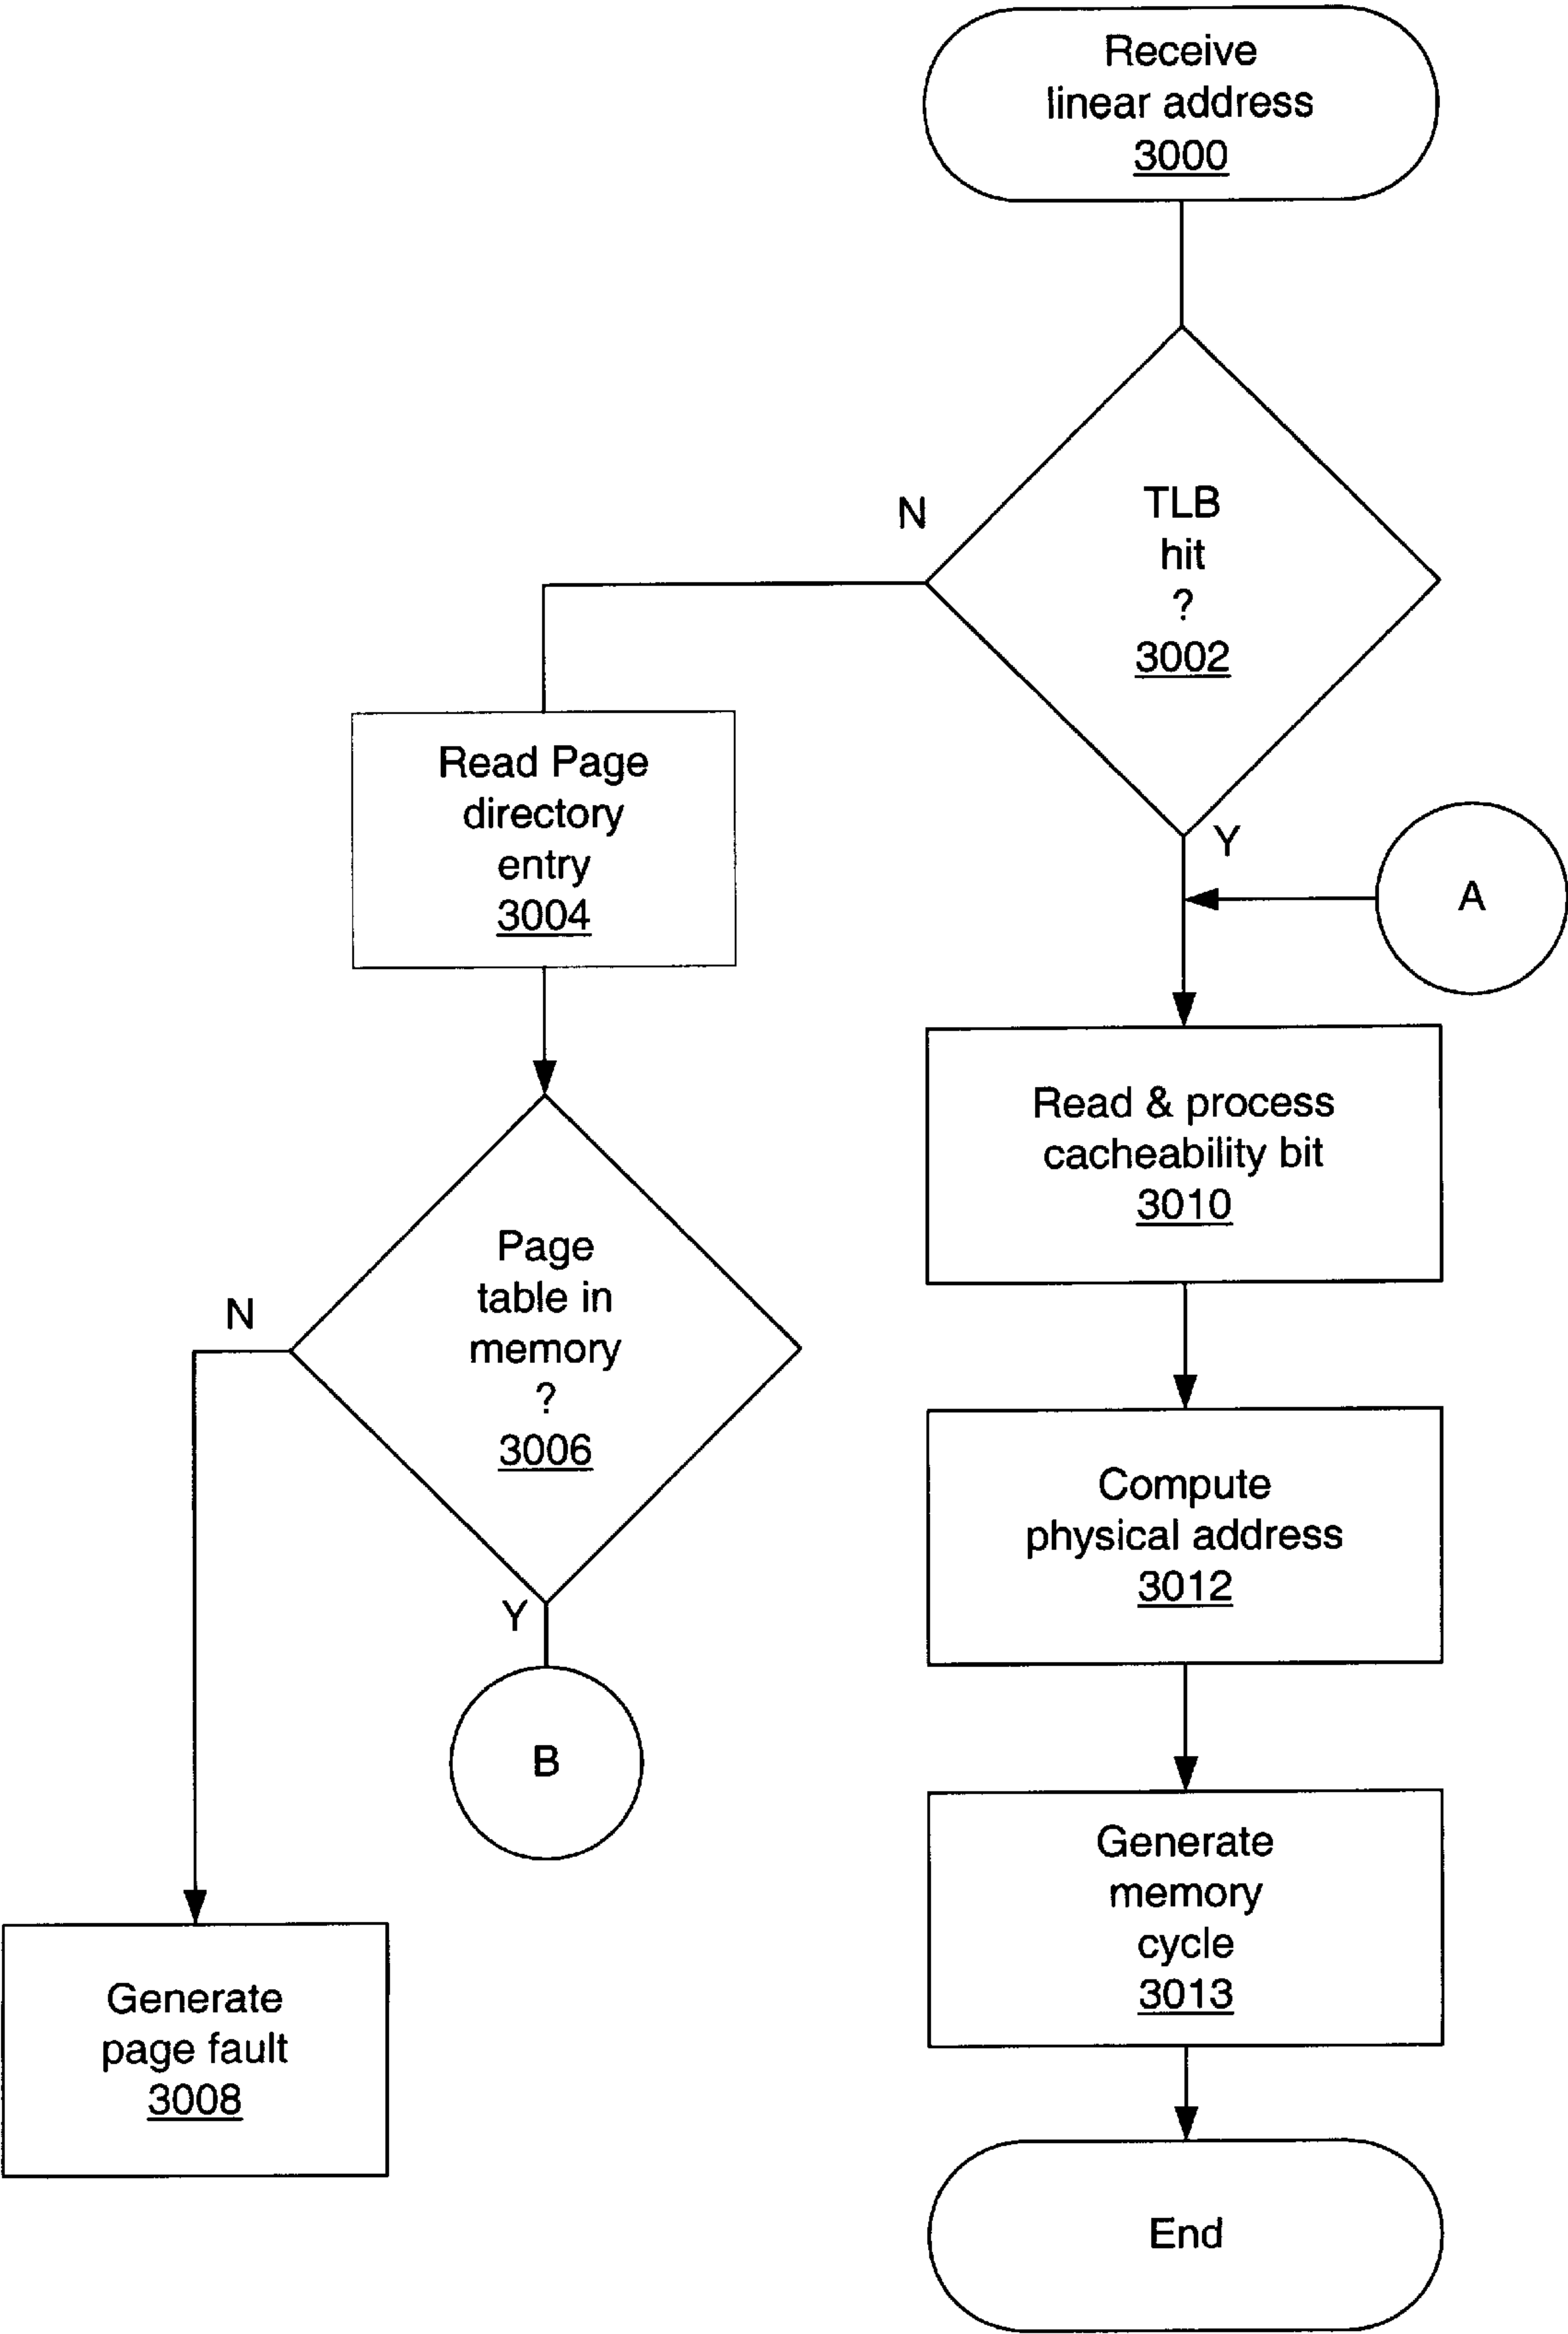 Receive
linear address
3000
TLB
hit
?
3002
N
Y
Read Page
directory
entry
3004
A
Read & process
cacheability bit
3010
Page
table in
memory
?
3006
N
Y
B
Compute
physical address
3012
Generate
memory
cycle
3013
Generate
page fault
3008
End